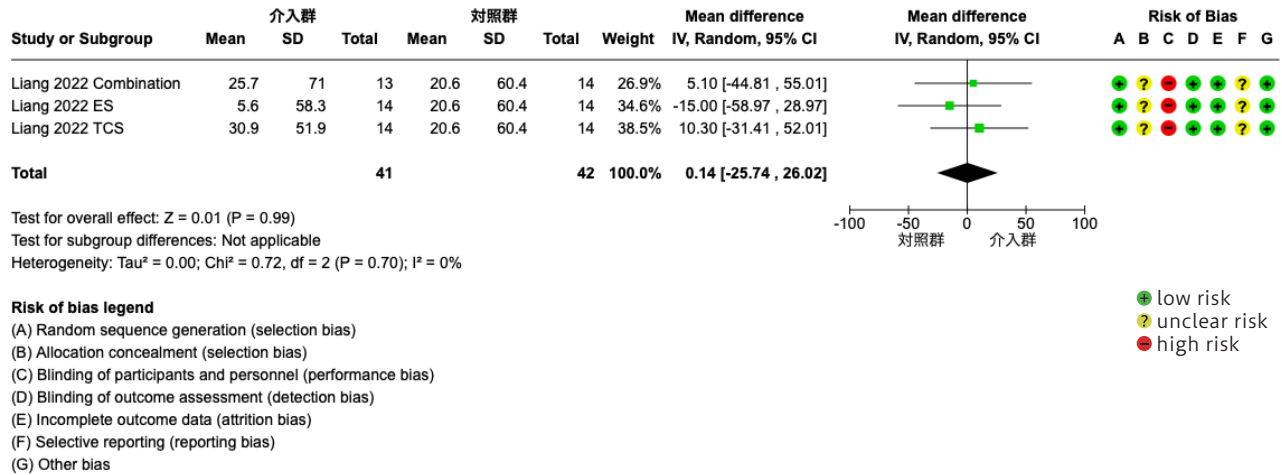 介入群 対照群 Mean difference Mean difference Risk of Bias
Study or Subgroup Mean SD Total Mean SD Total Weight IV, Random, 95% CI IV, Random, 95% CI A B C D E F G
Liang 2022 Combination 25.7 71 13 20.6 60.4 14 26.9% 5.10 [-44.81 , 55.01] + ? − + + ? +
Liang 2022 ES 5.6 58.3 14 20.6 60.4 14 34.6% -15.00 [-58.97 , 28.97] + ? − + + ? +
Liang 2022 TCS 30.9 51.9 14 20.6 60.4 14 38.5% 10.30 [-31.41 , 52.01] + ? − + + ? +
Total 41 42 100.0% 0.14 [-25.74 , 26.02]
Test for overall effect: Z = 0.01 (P = 0.99)
Test for subgroup differences: Not applicable
Heterogeneity: Tau² = 0.00; Chi² = 0.72, df = 2 (P = 0.70); I² = 0%
-100 -50 0 50 100
対照群 介入群
Risk of bias legend
(A) Random sequence generation (selection bias)
(B) Allocation concealment (selection bias)
(C) Blinding of participants and personnel (performance bias)
(D) Blinding of outcome assessment (detection bias)
(E) Incomplete outcome data (attrition bias)
(F) Selective reporting (reporting bias)
(G) Other bias
+ low risk
? unclear risk
− high risk